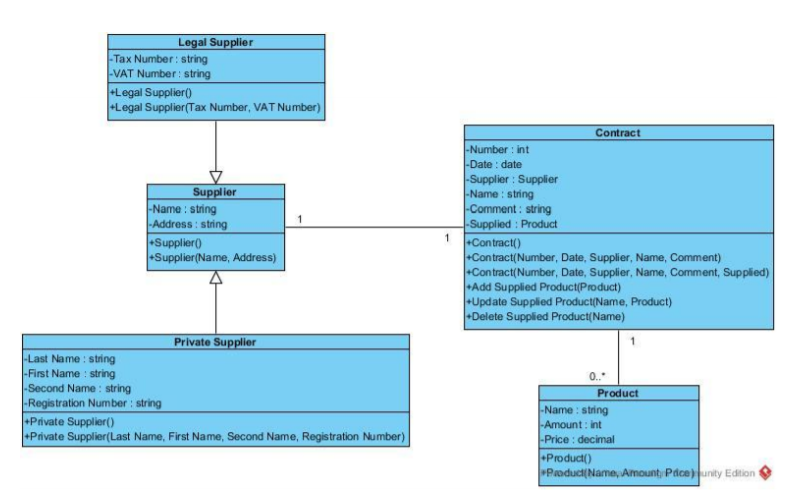 Legal Supplier
-Tax Number : string
-VAT Number : string
+Legal Supplier()
+Legal Supplier(Tax Number, VAT Number)
Supplier
-Name : string
-Address : string
+Supplier()
+Supplier(Name, Address)
1
1
Contract
-Number : int
-Date : date
-Supplier : Supplier
-Name : string
-Comment : string
-Supplied : Product
+Contract()
+Contract(Number, Date, Supplier, Name, Comment)
+Contract(Number, Date, Supplier, Name, Comment, Supplied)
+Add Supplied Product(Product)
+Update Supplied Product(Name, Product)
+Delete Supplied Product(Name)
Private Supplier
-Last Name : string
-First Name : string
-Second Name : string
-Registration Number : string
+Private Supplier()
+Private Supplier(Last Name, First Name, Second Name, Registration Number)
1
0..*
Product
-Name : string
-Amount : int
-Price : decimal
+Product()
+Product(Name, Amount, Price)
Edition